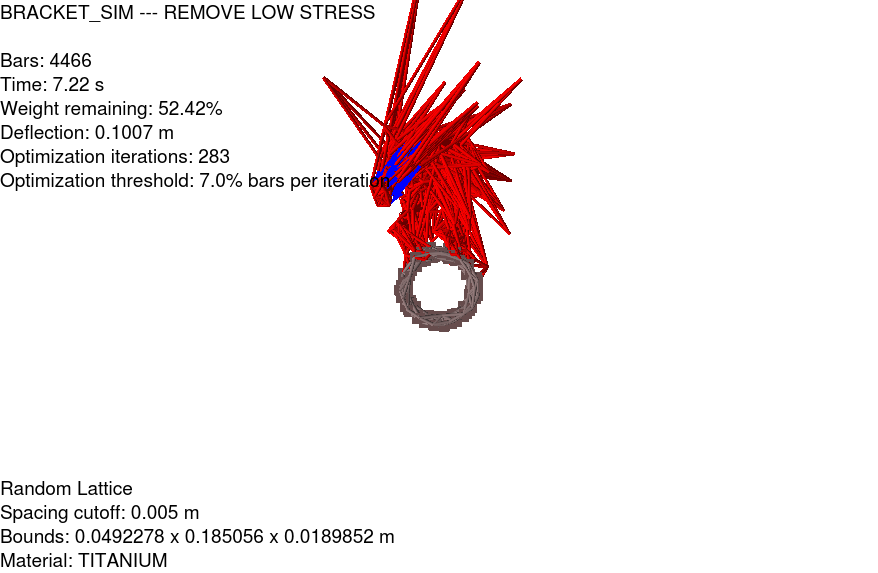 BRACKET_SIM --- REMOVE LOW STRESS
Bars: 4466
Time: 7.22 s
Weight remaining: 52.42%
Deflection: 0.1007 m
Optimization iterations: 283
Optimization threshold: 7.0% bars per iteration
Random Lattice
Spacing cutoff: 0.005 m
Bounds: 0.0492278 x 0.185056 x 0.0189852 m
Material: TITANIUM